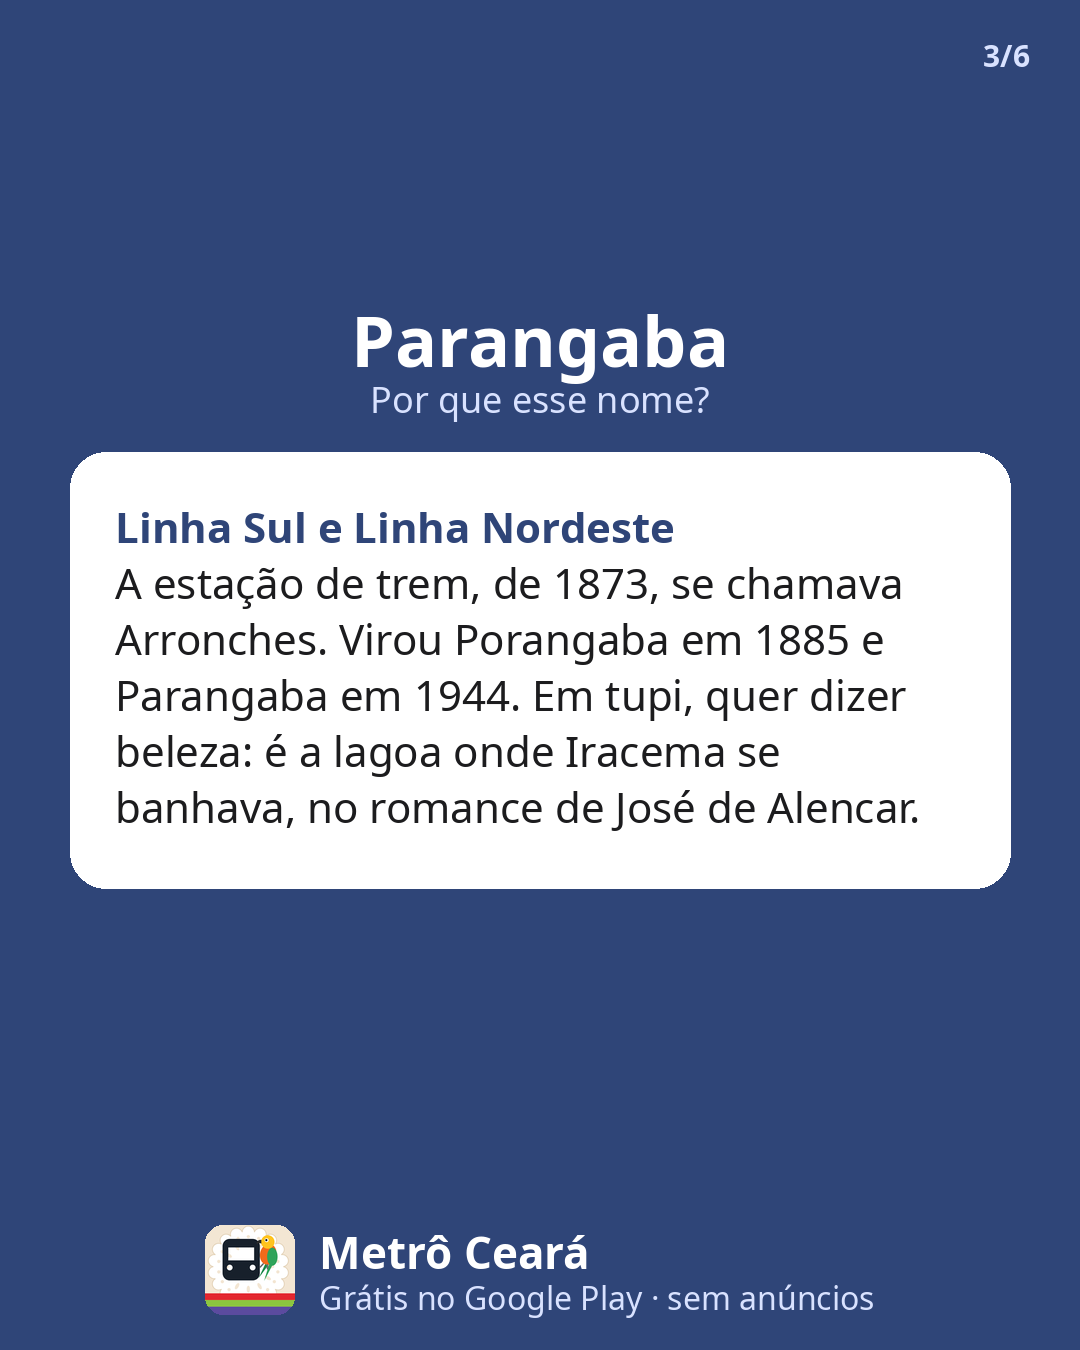 3/6
Parangaba
Por que esse nome?
Linha Sul e Linha Nordeste
A estação de trem, de 1873, se chamava
Arronches. Virou Porangaba em 1885 e
Parangaba em 1944. Em tupi, quer dizer
beleza: é a lagoa onde Iracema se
banhava, no romance de José de Alencar.
Metrô Ceará
Grátis no Google Play · sem anúncios